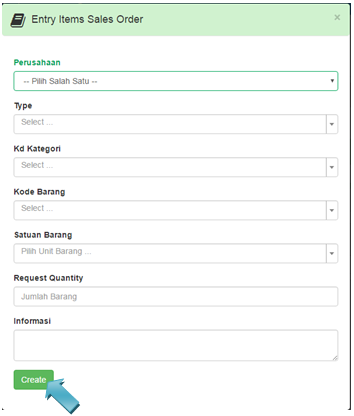 Entry Items Sales Order ×
Perusahaan
-- Pilih Salah Satu --
Type
Select ...
Kd Kategori
Select ...
Kode Barang
Select ...
Satuan Barang
Pilih Unit Barang ...
Request Quantity
Jumlah Barang
Informasi
Create